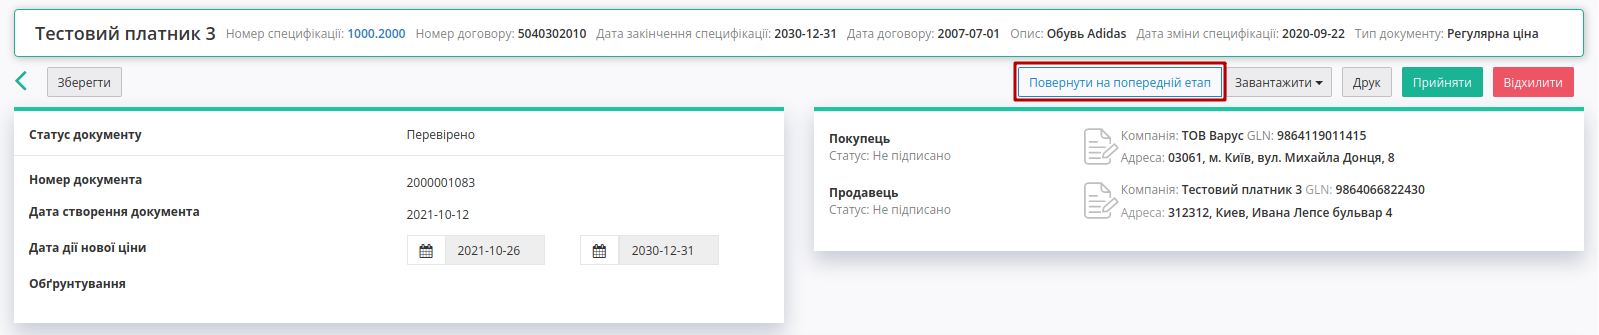 Тестовий платник 3 Номер специфікації: 1000.2000 Номер договору: 5040302010 Дата закінчення специфікації: 2030-12-31 Дата договору: 2007-07-01 Опис: Обувь Adidas Дата зміни специфікації: 2020-09-22 Тип документу: Регулярна ціна
Зберегти Повернути на попередній етап Завантажити Друк Прийняти Відхилити
Статус документу Перевірено
Номер документа 2000001083
Дата створення документа 2021-10-12
Дата дії нової ціни 2021-10-26 2030-12-31
Обґрунтування
Покупець
Статус: Не підписано
Компанія: ТОВ Варус GLN: 9864119011415
Адреса: 03061, м. Київ, вул. Михайла Донця, 8
Продавець
Статус: Не підписано
Компанія: Тестовий платник 3 GLN: 9864066822430
Адреса: 312312, Киев, Ивана Лепсе бульвар 4